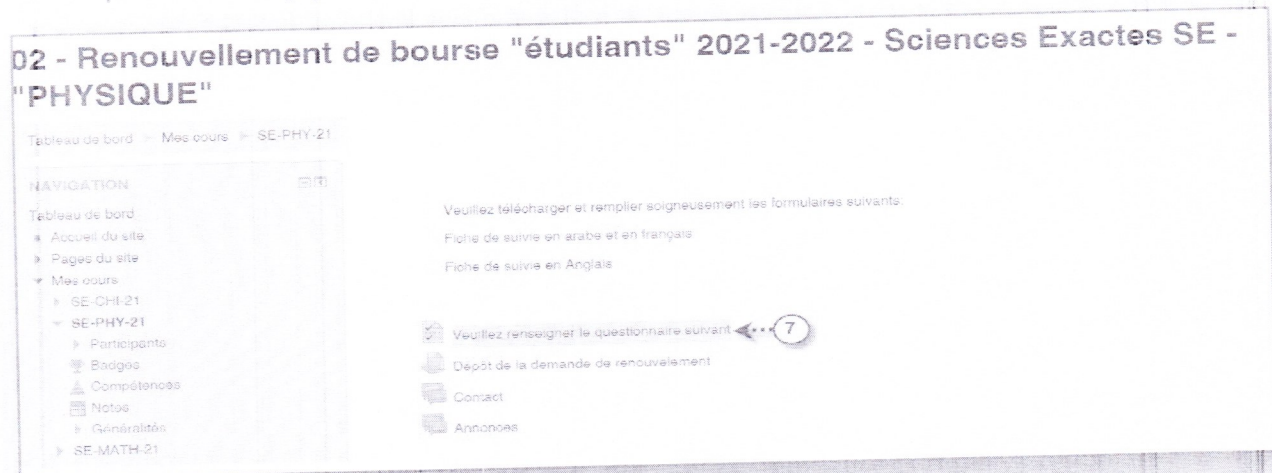 02 - Renouvellement de bourse "étudiants" 2021-2022 - Sciences Exactes SE -
"PHYSIQUE"
Tableau de bord ► Mes cours ► SE-PHY-21
NAVIGATION
Tableau de bord
Accueil du site
Pages du site
Mes cours
SE-CHI-21
SE-PHY-21
Participants
Badges
Compétences
Notes
Généralités
SE-MATH-21
Veuillez télécharger et remplier soigneusement les formulaires suivants:
Fiche de suivie en arabe et en français
Fiche de suivie en Anglais
Veuillez renseigner le questionnaire suivant 7
Dépôt de la demande de renouvelement
Contact
Annonces